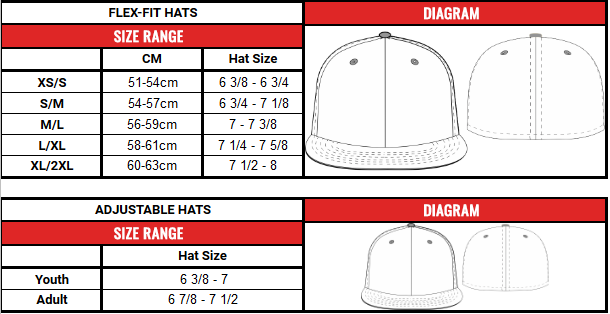 FLEX-FIT HATS DIAGRAM
SIZE RANGE
CM Hat Size
XS/S 51-54cm 6 3/8 - 6 3/4
S/M 54-57cm 6 3/4 - 7 1/8
M/L 56-59cm 7 - 7 3/8
L/XL 58-61cm 7 1/4 - 7 5/8
XL/2XL 60-63cm 7 1/2 - 8
ADJUSTABLE HATS DIAGRAM
SIZE RANGE
Hat Size
Youth 6 3/8 - 7
Adult 6 7/8 - 7 1/2